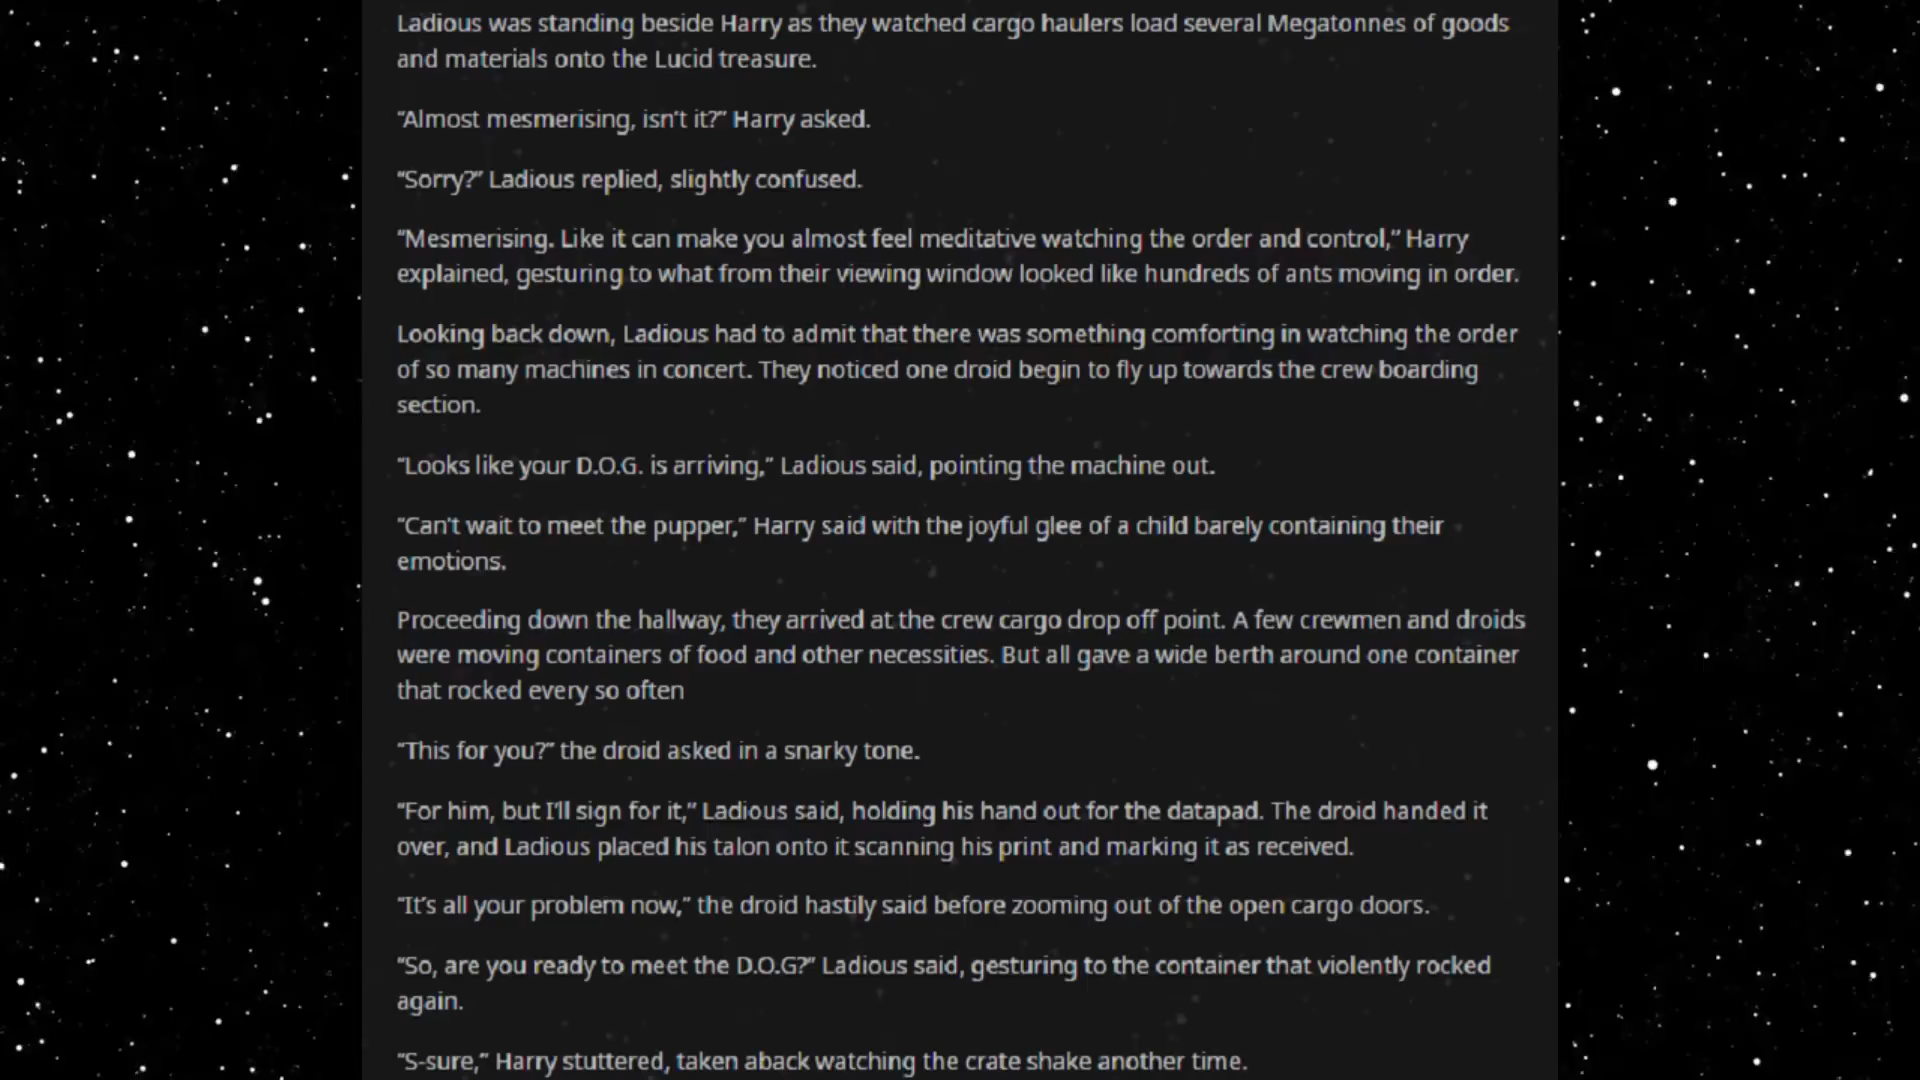 Ladious was standing beside Harry as they watched cargo haulers load several Megatonnes of goods
and materials onto the Lucid treasure.
“Almost mesmerising, isn’t it?” Harry asked.
“Sorry?” Ladious replied, slightly confused.
“Mesmerising. Like it can make you almost feel meditative watching the order and control,” Harry
explained, gesturing to what from their viewing window looked like hundreds of ants moving in order.
Looking back down, Ladious had to admit that there was something comforting in watching the order
of so many machines in concert. They noticed one droid begin to fly up towards the crew boarding
section.
“Looks like your D.O.G. is arriving,” Ladious said, pointing the machine out.
“Can’t wait to meet the pupper,” Harry said with the joyful glee of a child barely containing their
emotions.
Proceeding down the hallway, they arrived at the crew cargo drop off point. A few crewmen and droids
were moving containers of food and other necessities. But all gave a wide berth around one container
that rocked every so often
“This for you?” the droid asked in a snarky tone.
“For him, but I’ll sign for it,” Ladious said, holding his hand out for the datapad. The droid handed it
over, and Ladious placed his talon onto it scanning his print and marking it as received.
“It’s all your problem now,” the droid hastily said before zooming out of the open cargo doors.
“So, are you ready to meet the D.O.G?” Ladious said, gesturing to the container that violently rocked
again.
“S-sure,” Harry stuttered, taken aback watching the crate shake another time.